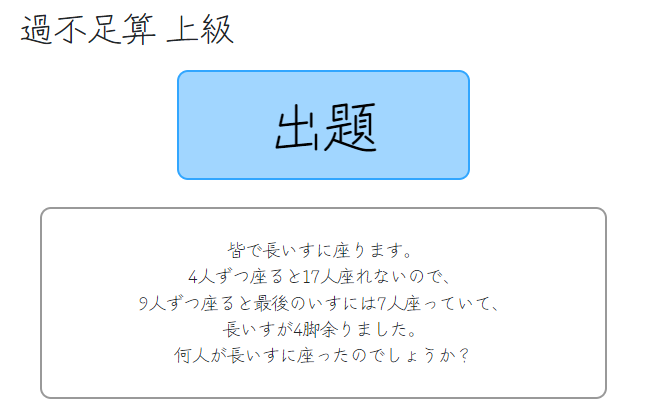 過不足算 上級
出題
皆で長いすに座ります。
4人ずつ座ると17人座れないので、
9人ずつ座ると最後のいすには7人座っていて、
長いすが4脚余りました。
何人が長いすに座ったのでしょうか？